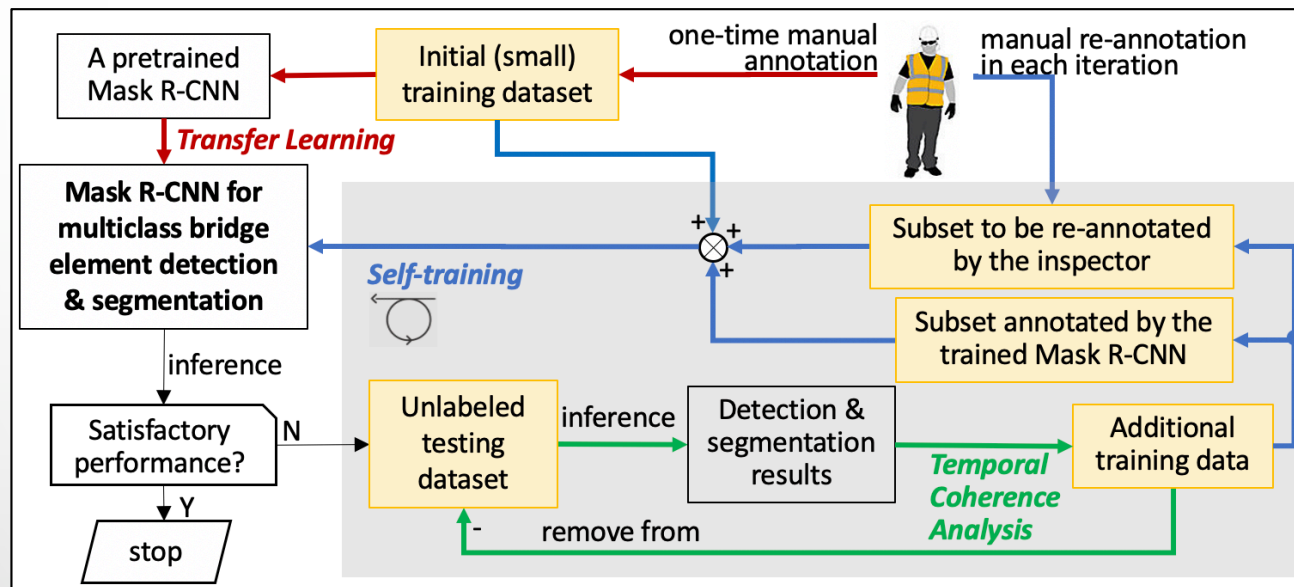 A pretrained
Mask R-CNN
Initial (small)
training dataset
one-time manual
annotation
manual re-annotation
in each iteration
Transfer Learning
Mask R-CNN for
multiclass bridge
element detection
& segmentation
+
+
+
Subset to be re-annotated
by the inspector
Self-training
Subset annotated by the
trained Mask R-CNN
inference
Satisfactory
performance?
N
Y
stop
Unlabeled
testing
dataset
inference
Detection &
segmentation
results
Temporal
Coherence
Analysis
Additional
training data
-
remove from